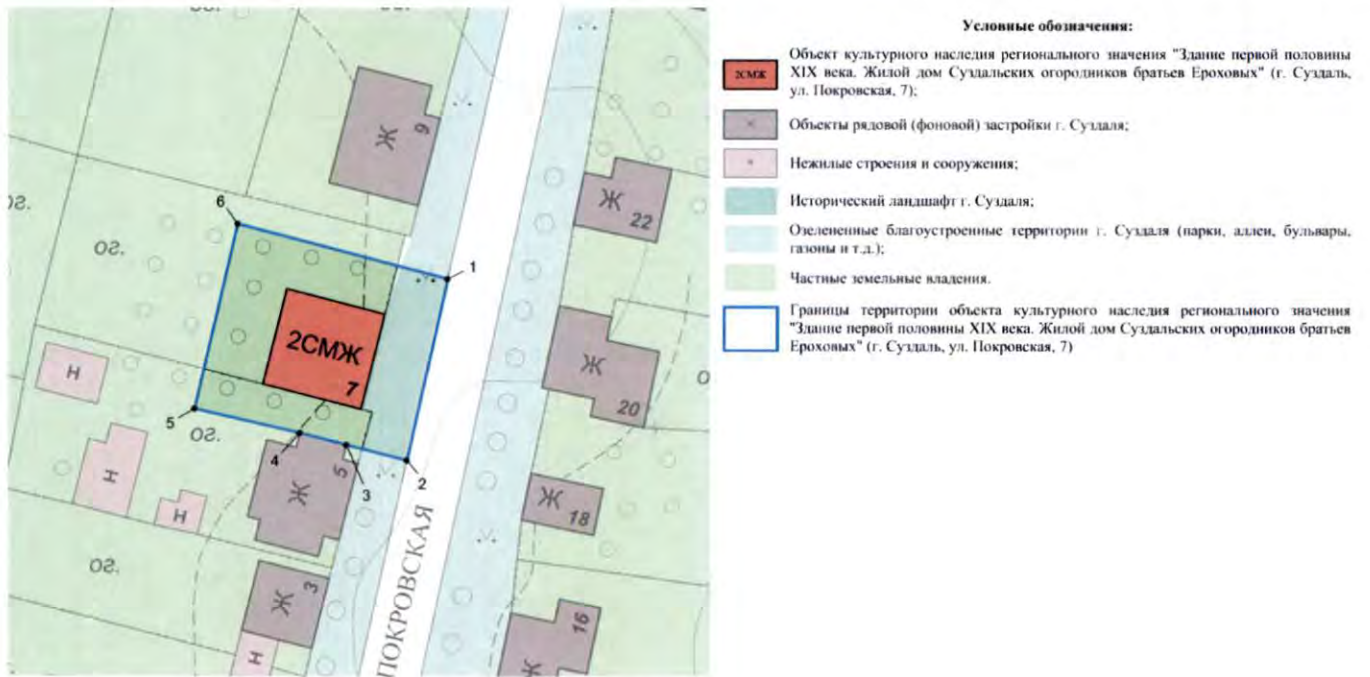 Условные обозначения:
2СМЖ
Объект культурного наследия регионального значения "Здание первой половины
XIX века. Жилой дом Суздальских огородников братьев Ероховых" (г. Суздаль,
ул. Покровская, 7);
Ж
Объекты рядовой (фоновой) застройки г. Суздаля;
Нежилые строения и сооружения;
Исторический ландшафт г. Суздаля;
Озелененные благоустроенные территории г. Суздаля (парки, аллеи, бульвары,
газоны и т.д.);
Частные земельные владения.
Границы территории объекта культурного наследия регионального значения
"Здание первой половины XIX века. Жилой дом Суздальских огородников братьев
Ероховых" (г. Суздаль, ул. Покровская, 7)
Ж 9
Ж 22
6
ог.
ог.
1
2СМЖ
7
Н
Ж 20
5
ог.
4
3
2
Н
Н
Ж 5
Ж 18
ПОКРОВСКАЯ
ог.
Ж 3
Н
Ж 16